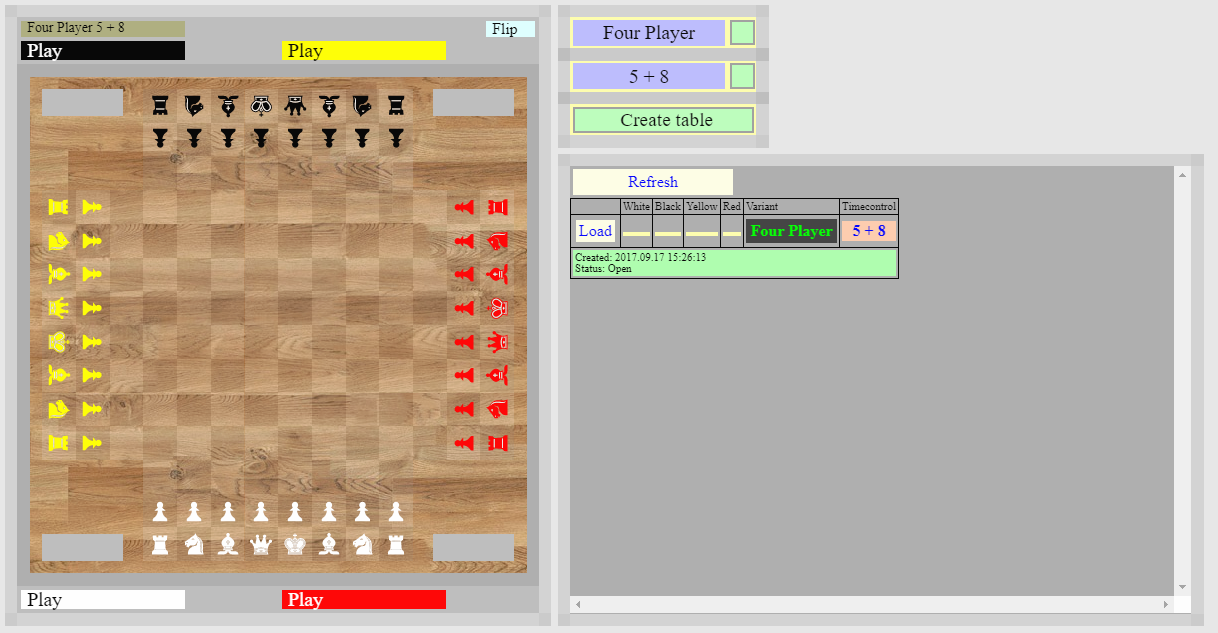 Four Player 5 + 8
Flip
Play
Play
Play
Play
Four Player
5 + 8
Create table
Refresh
White Black Yellow Red Variant Timecontrol
Load Four Player 5 + 8
Created: 2017.09.17 15:26:13
Status: Open